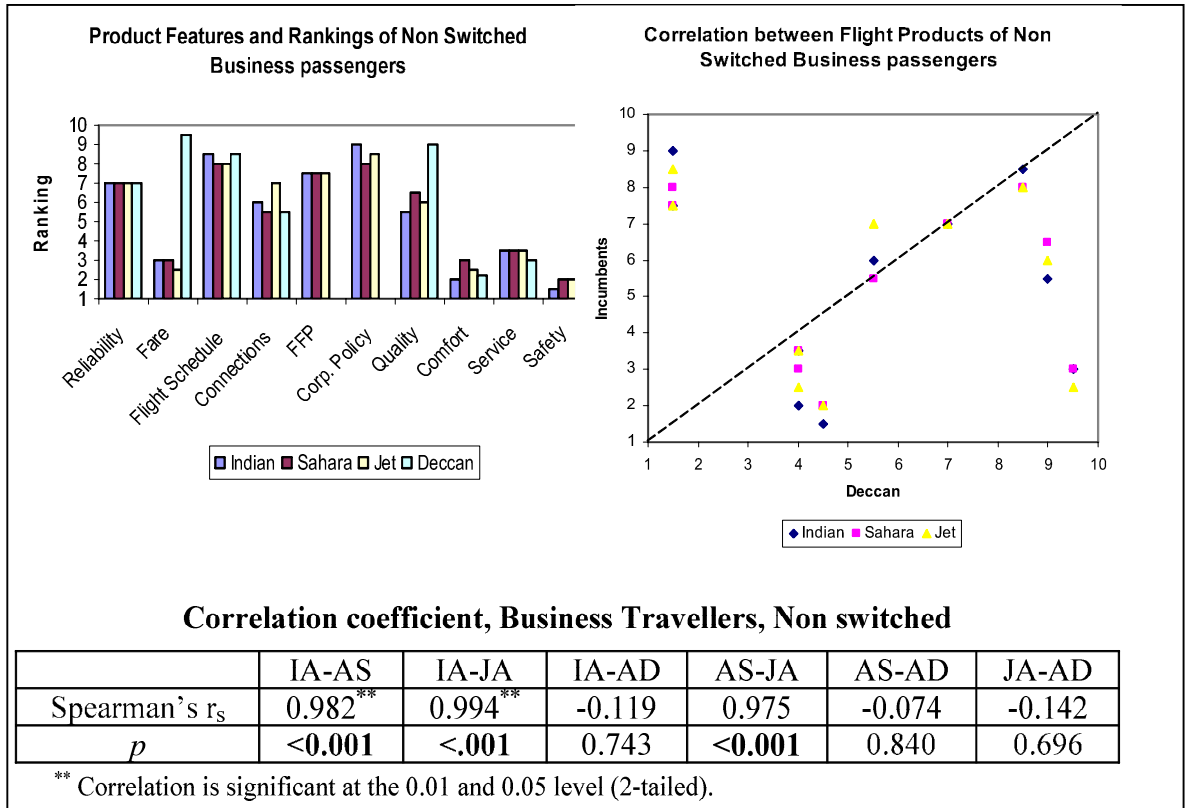 Product Features and Rankings of Non Switched
Business passengers
Ranking
10
9
8
7
6
5
4
3
2
1
Reliability
Fare
Flight Schedule
Connections
FFP
Corp. Policy
Quality
Comfort
Service
Safety
Indian Sahara Jet Deccan
Correlation between Flight Products of Non
Switched Business passengers
Incumbents
10
9
8
7
6
5
4
3
2
1
1 2 3 4 5 6 7 8 9 10
Deccan
Indian Sahara Jet
Correlation coefficient, Business Travellers, Non switched
IA-AS IA-JA IA-AD AS-JA AS-AD JA-AD
Spearman's rs 0.982** 0.994** -0.119 0.975 -0.074 -0.142
p <0.001 <.001 0.743 <0.001 0.840 0.696
** Correlation is significant at the 0.01 and 0.05 level (2-tailed).